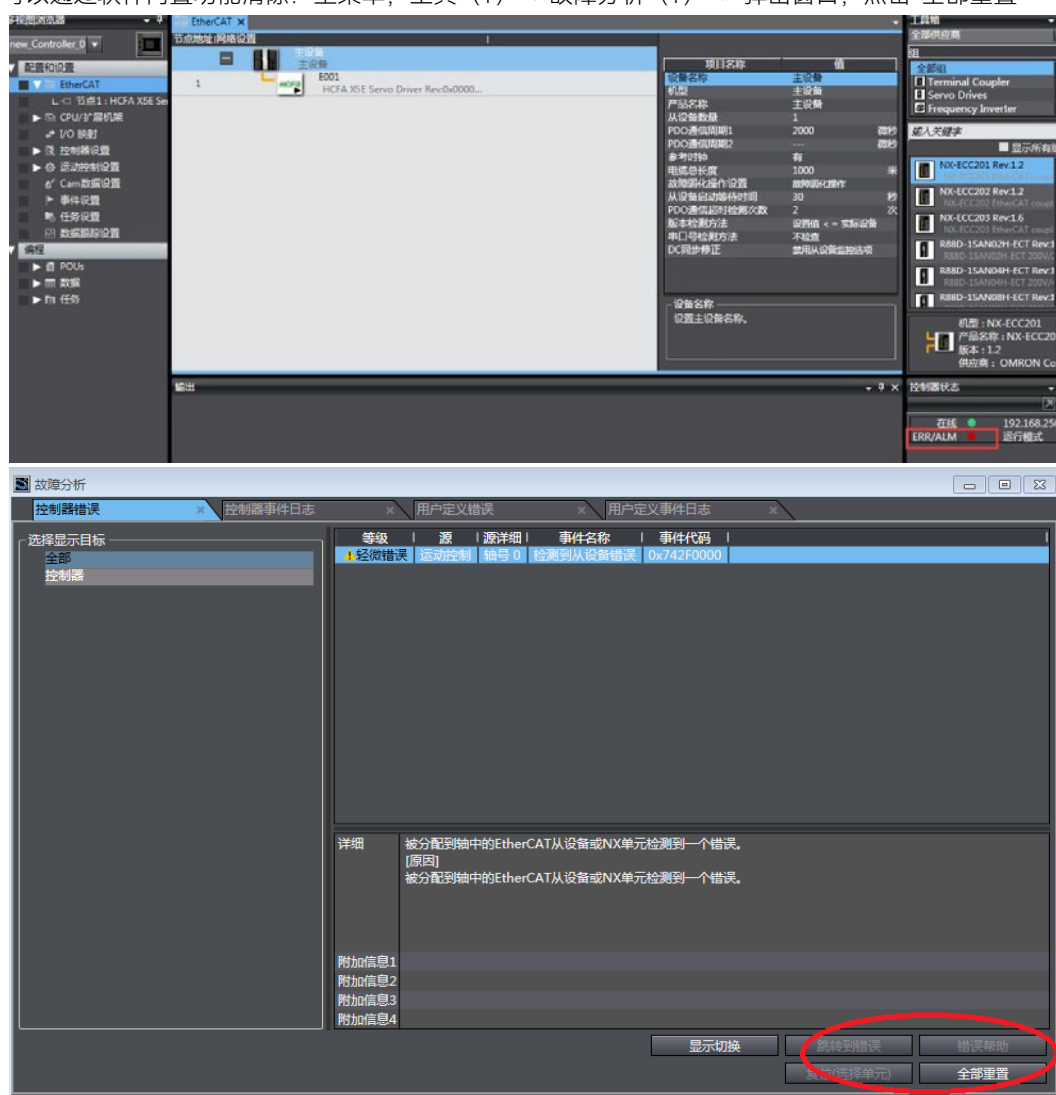 EtherCAT
工具箱
全部供应商
new_Controller_0
节点地址|网络设置
主设备
主设备
1
E001
HCFA X5E Servo Driver Rev:0x0000...
配置和设置
EtherCAT
节点1 : HCFA X5E Se
CPU/扩展机架
I/O 映射
控制器设置
运动控制设置
Cam数据设置
事件设置
任务设置
数据跟踪设置
编程
POUs
数据
任务
项目名称 值
设备名称 主设备
机型 主设备
产品名称 主设备
从设备数量 1
PDO通信周期1 2000 微秒
PDO通信周期2 --- 微秒
参考时钟 有
电缆总长度 1000 米
故障弱化操作设置 故障弱化操作
从设备启动等待时间 30 秒
PDO通信超时检测次数 2 次
版本检测方法 设置值 < = 实际设备
串口号检测方法 不检查
DC同步修正 禁用从设备监控选项
设备名称
设置主设备名称。
组
全部组
Terminal Coupler
Servo Drives
Frequency Inverter
输入关键字
显示所有
NX-ECC201 Rev:1.2
NX-ECC202 Rev:1.2
NX-ECC202 EtherCAT coupl
NX-ECC203 Rev:1.6
NX-ECC203 EtherCAT coupl
R88D-1SAN02H-ECT Rev:1
R88D-1SAN02H-ECT 200V/
R88D-1SAN04H-ECT Rev:1
R88D-1SAN04H-ECT 200V/
R88D-1SAN08H-ECT Rev:1
机型 : NX-ECC201
产品名称 : NX-ECC20
版本 : 1.2
供应商 : OMRON Co
输出
控制器状态
在线 192.168.25
ERR/ALM 运行模式
故障分析
控制器错误 控制器事件日志 用户定义错误 用户定义事件日志
选择显示目标
全部
控制器
等级 源 源详细 事件名称 事件代码
轻微错误 运动控制 轴号 0 检测到从设备错误 0x742F0000
详细 被分配到轴中的EtherCAT从设备或NX单元检测到一个错误。
[原因]
被分配到轴中的EtherCAT从设备或NX单元检测到一个错误。
附加信息1
附加信息2
附加信息3
附加信息4
显示切换 跳转到错误 错误帮助
复位(选择单元) 全部重置